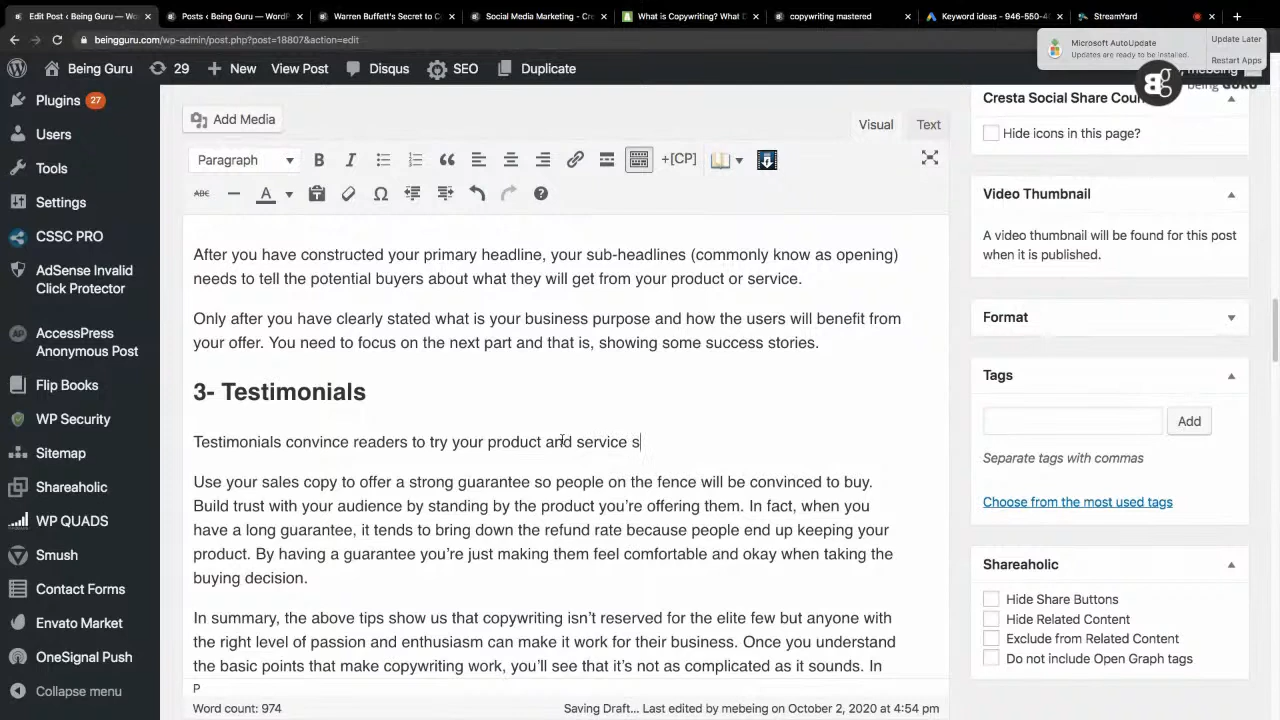 Edit Post ‹ Being Guru — Wo
Posts ‹ Being Guru — WordP
Warren Buffett's Secret to C
Social Media Marketing - Cre
What is Copywriting? What D
copywriting mastered
Keyword ideas - 946-550-4
StreamYard
beingguru.com/wp-admin/post.php?post=18807&action=edit
Microsoft AutoUpdate
Updates are ready to be installed.
Update Later
Restart Apps
Being Guru
29
New
View Post
Disqus
SEO
Duplicate
mebeing
being GURU
Plugins 27
Users
Tools
Settings
CSSC PRO
AdSense Invalid
Click Protector
AccessPress
Anonymous Post
Flip Books
WP Security
Sitemap
Shareaholic
WP QUADS
Smush
Contact Forms
Envato Market
OneSignal Push
Collapse menu
Add Media
Visual
Text
Paragraph
+[CP]
ABC
After you have constructed your primary headline, your sub-headlines (commonly know as opening)
needs to tell the potential buyers about what they will get from your product or service.
Only after you have clearly stated what is your business purpose and how the users will benefit from
your offer. You need to focus on the next part and that is, showing some success stories.
3- Testimonials
Testimonials convince readers to try your product and service s
Use your sales copy to offer a strong guarantee so people on the fence will be convinced to buy.
Build trust with your audience by standing by the product you’re offering them. In fact, when you
have a long guarantee, it tends to bring down the refund rate because people end up keeping your
product. By having a guarantee you’re just making them feel comfortable and okay when taking the
buying decision.
In summary, the above tips show us that copywriting isn’t reserved for the elite few but anyone with
the right level of passion and enthusiasm can make it work for their business. Once you understand
the basic points that make copywriting work, you’ll see that it’s not as complicated as it sounds. In
P
Word count: 974
Saving Draft... Last edited by mebeing on October 2, 2020 at 4:54 pm
Cresta Social Share Coun
Hide icons in this page?
Video Thumbnail
A video thumbnail will be found for this post
when it is published.
Format
Tags
Add
Separate tags with commas
Choose from the most used tags
Shareaholic
Hide Share Buttons
Hide Related Content
Exclude from Related Content
Do not include Open Graph tags